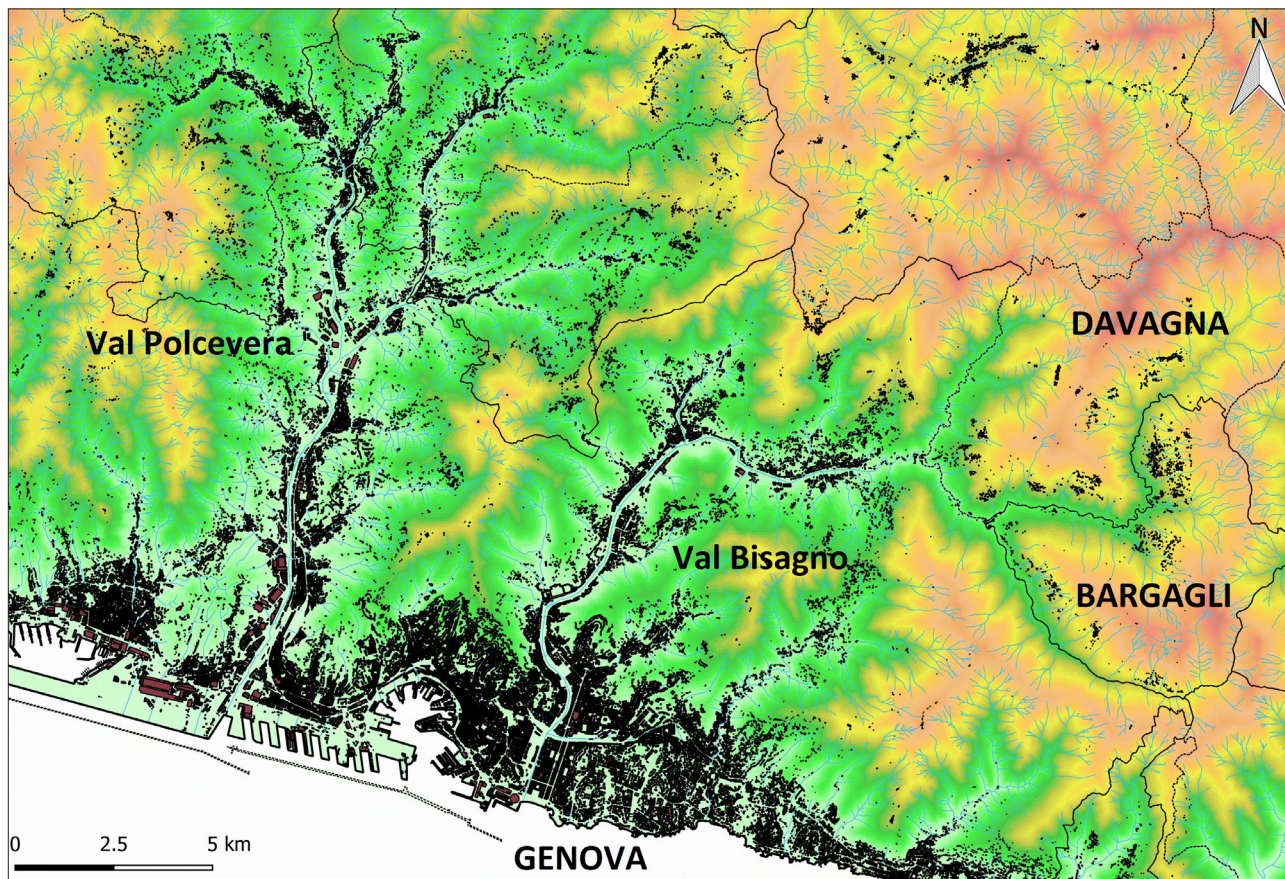 N
DAVAGNA
Val Polcevera
Val Bisagno
BARGAGLI
0 2.5 5 km
GENOVA